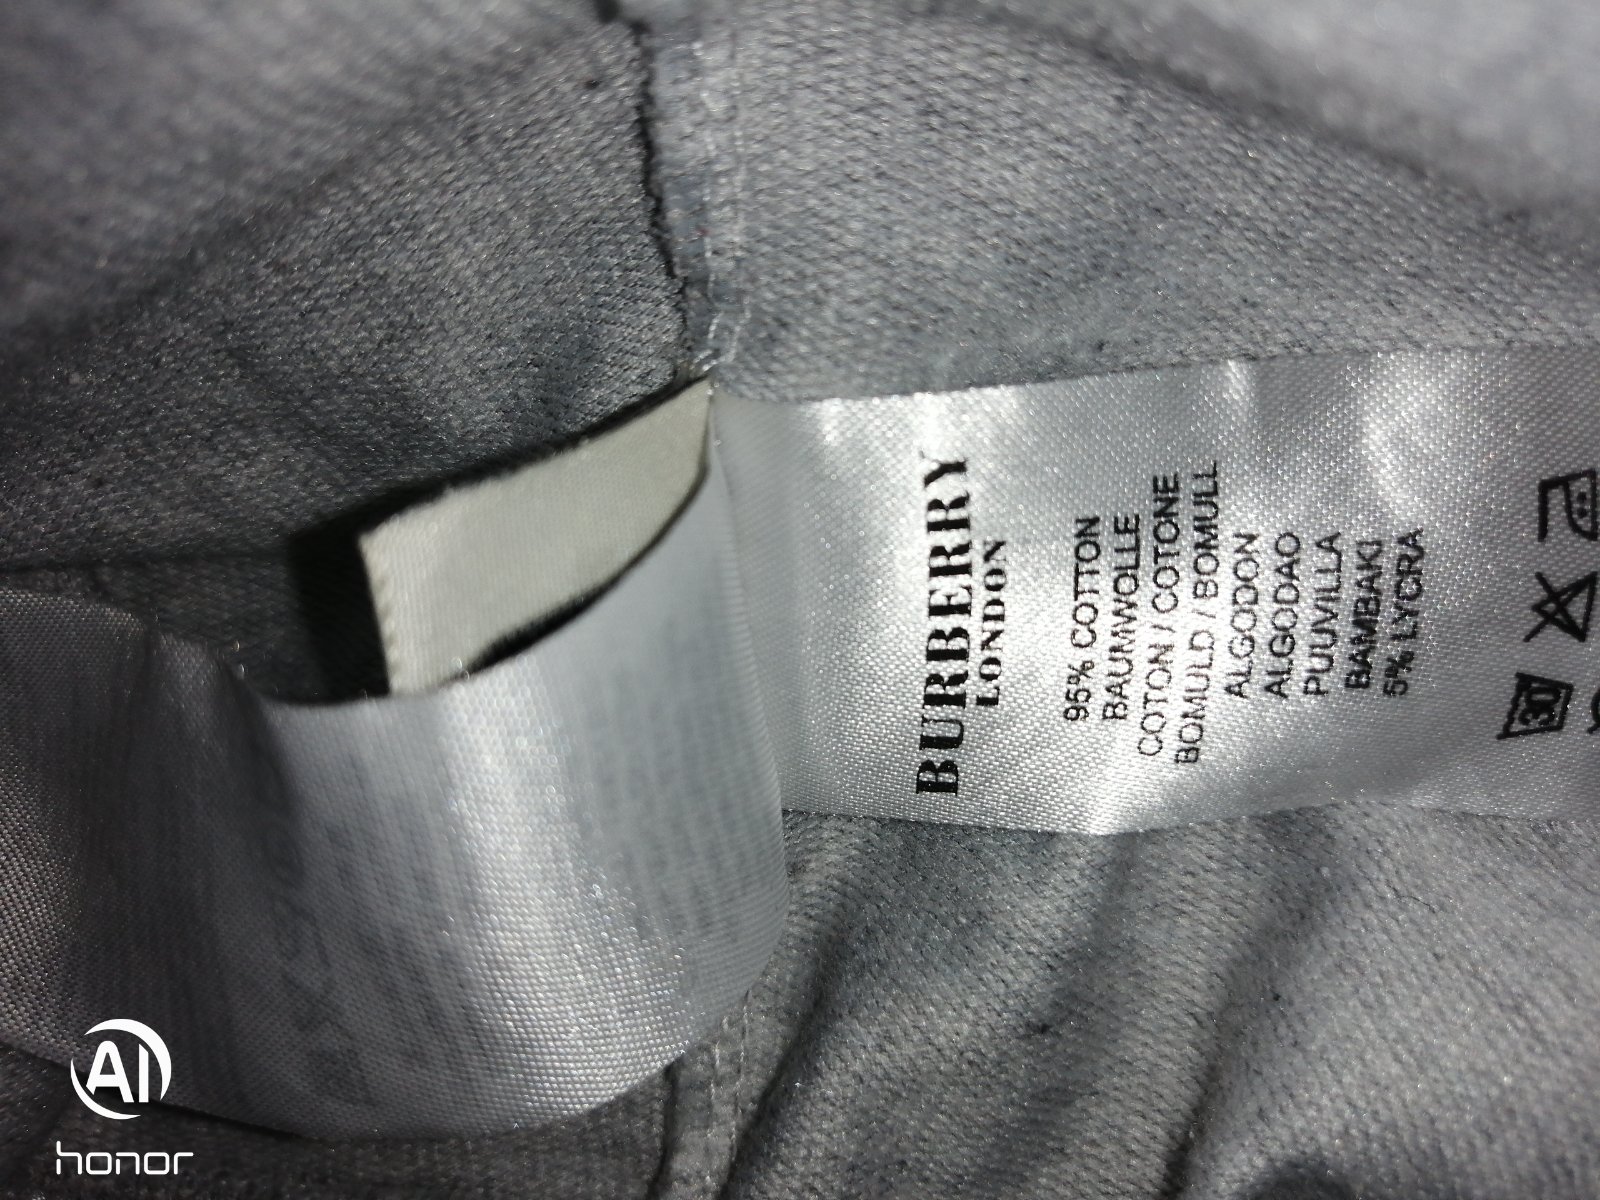 BURBERRY
LONDON
95% COTTON
BAUMWOLLE
COTON / COTONE
BOMULD / BOMULL
ALGODON
ALGODAO
PUUVILLA
BAMBAKI
5% LYCRA
30
AI
honor